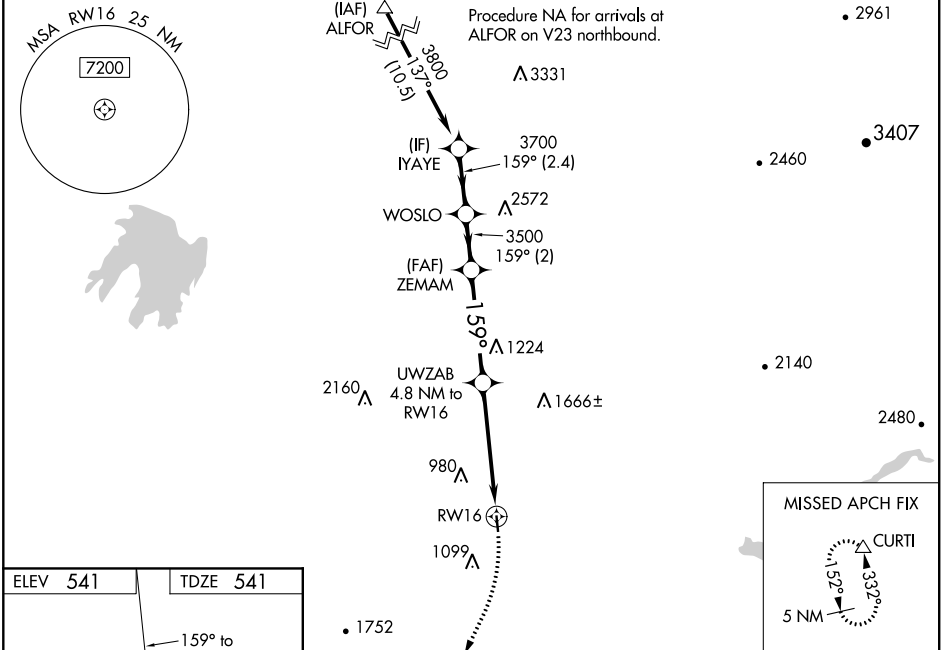 MSA RW16 25 NM
7200
(IAF)
ALFOR
3800
137°
(10.5)
Procedure NA for arrivals at
ALFOR on V23 northbound.
2961
3331
3407
(IF)
IYAYE
3700
159° (2.4)
2460
WOSLO
2572
3500
159° (2)
(FAF)
ZEMAM
159°
1224
2140
UWZAB
4.8 NM to
RW16
2160
1666±
2480
980
RW16
1099
MISSED APCH FIX
CURTI
152°
332°
5 NM
ELEV 541
TDZE 541
159° to
1752